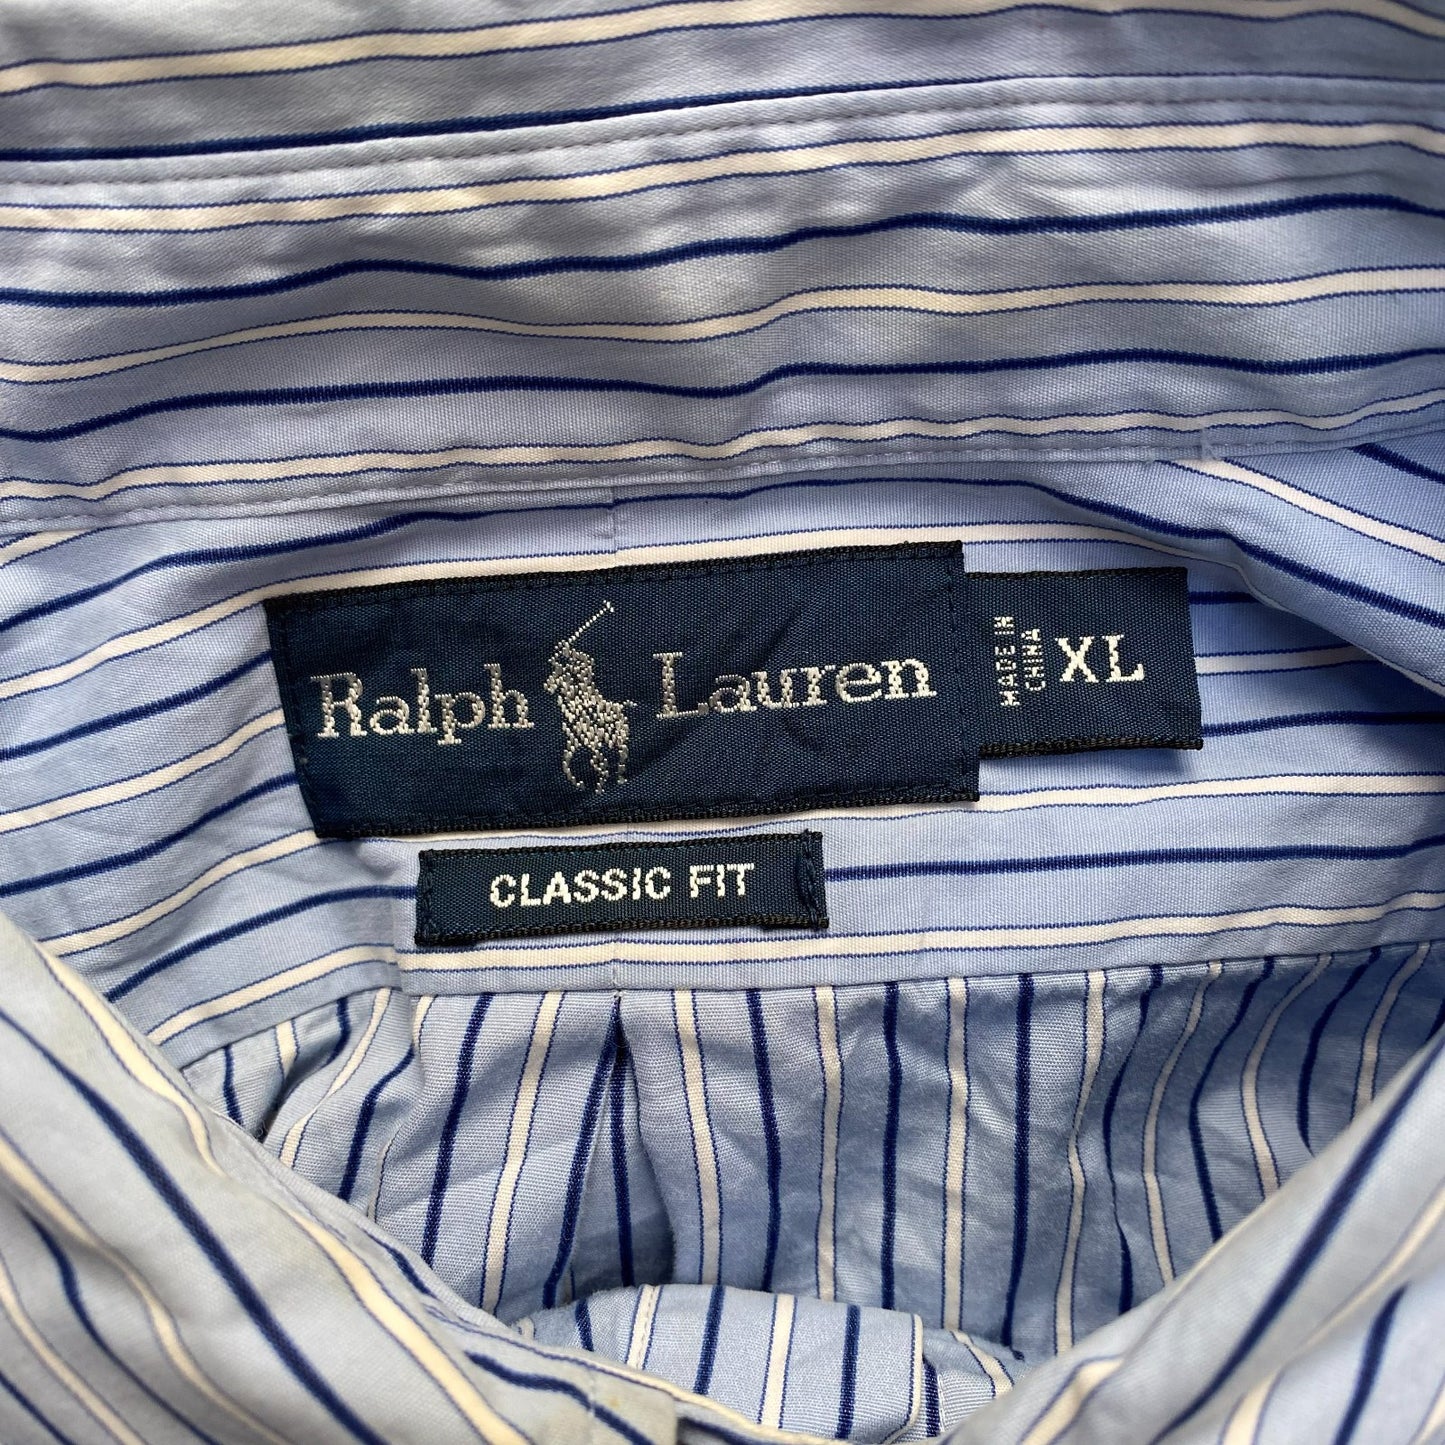 Ralph Lauren
MADE IN
CHINA
XL
CLASSIC FIT